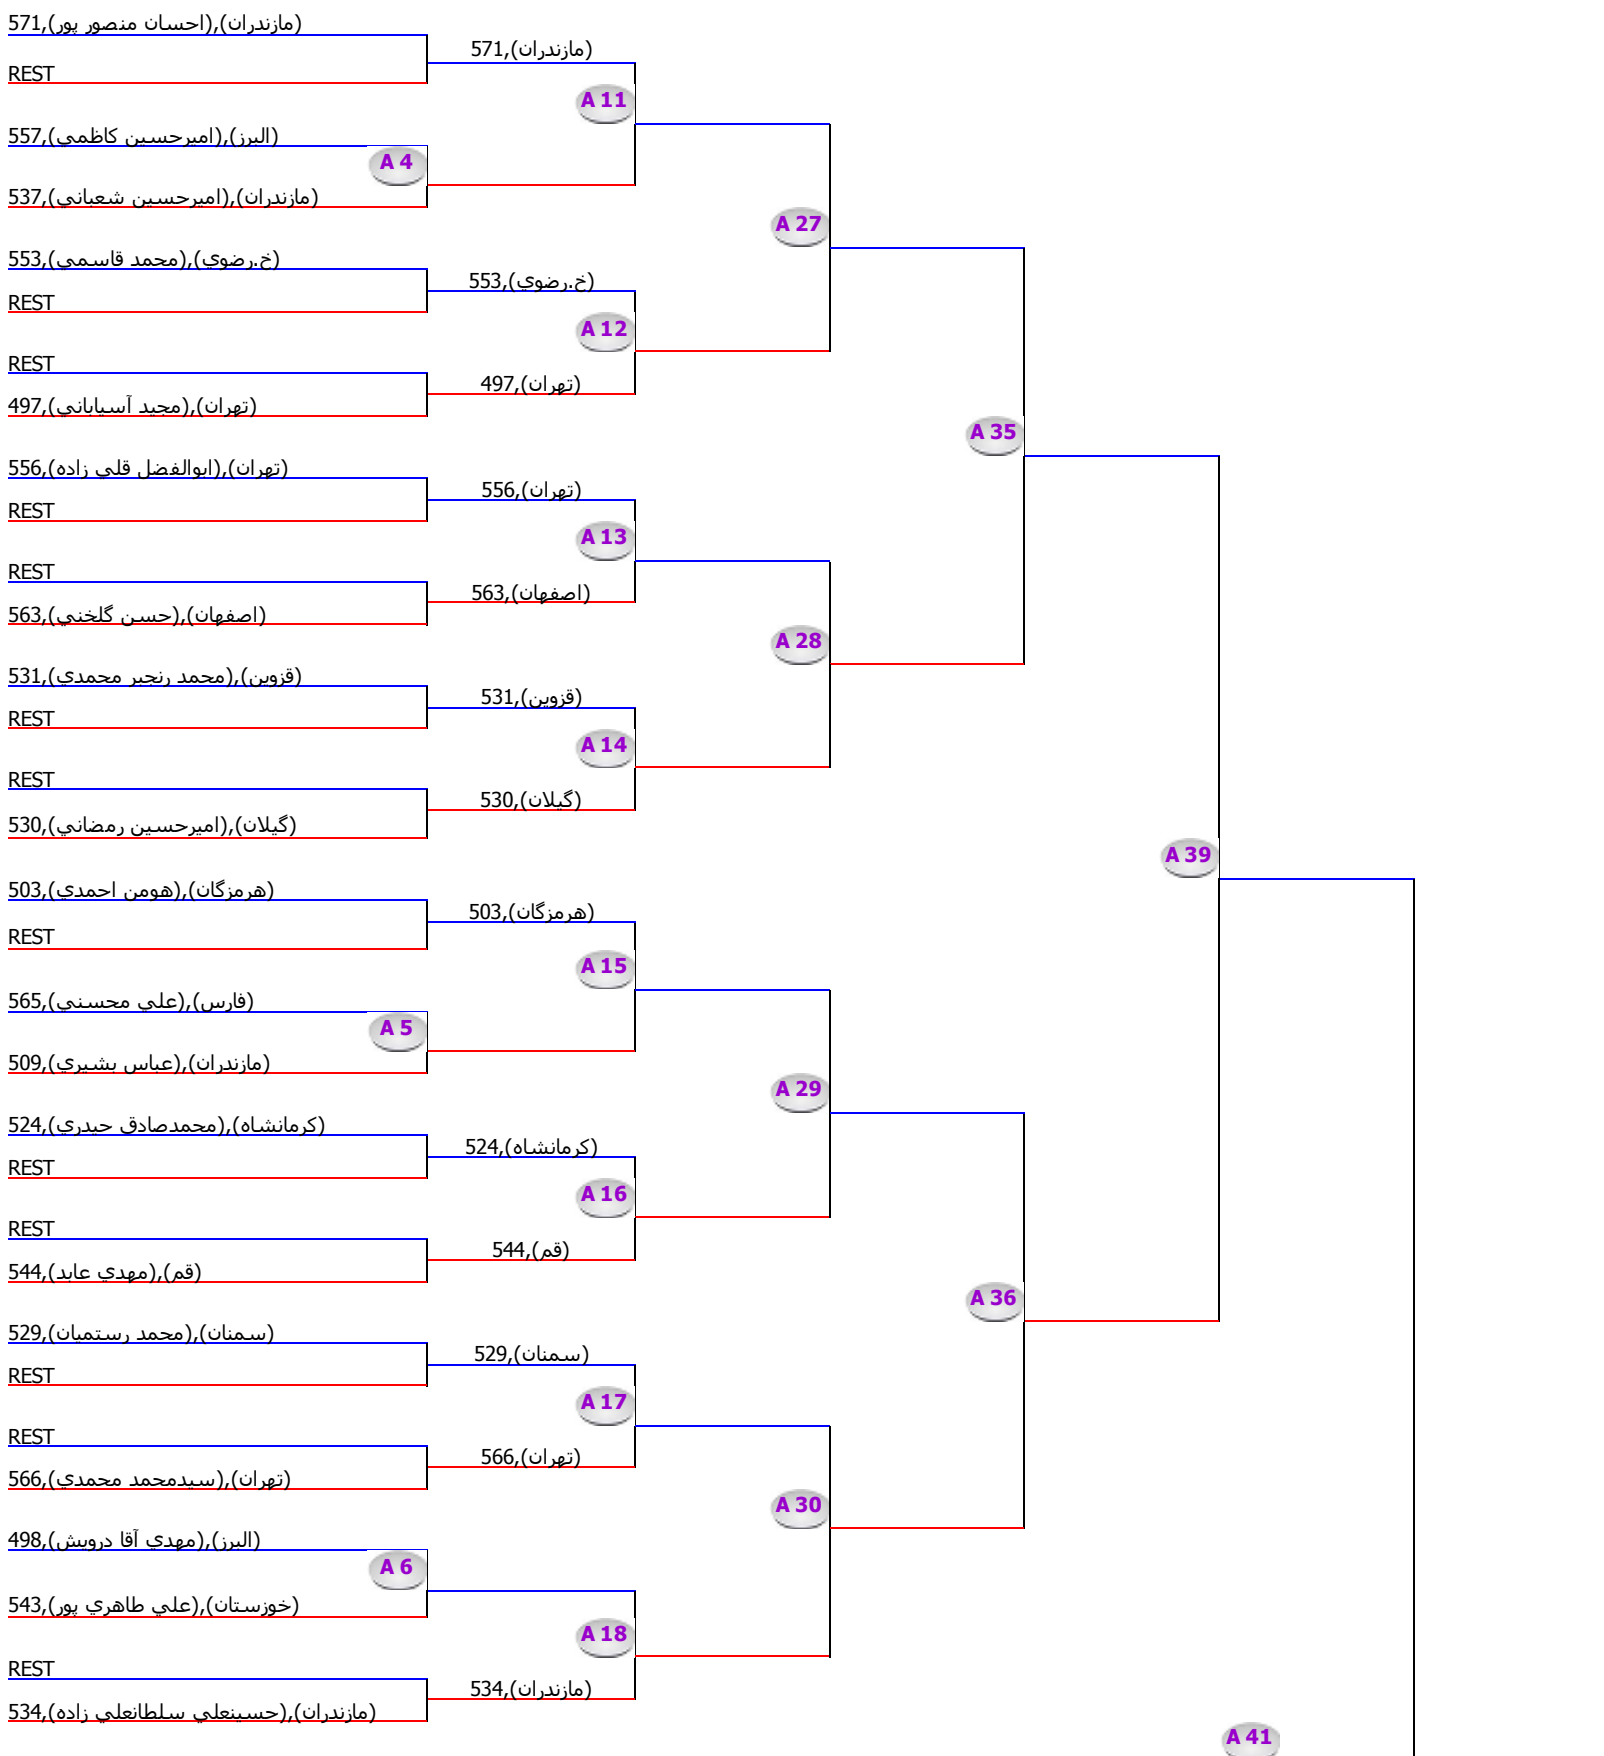 571,(احسان منصور پور),(مازندران)
REST
571,(مازندران)
A 11
557,(اميرحسين كاظمي),(البرز)
A 4
537,(اميرحسين شعباني),(مازندران)
A 27
553,(محمد قاسمي),(خ.رضوي)
REST
553,(خ.رضوي)
A 12
REST
497,(مجيد آسياباني),(تهران)
497,(تهران)
A 35
556,(ابوالفضل قلي زاده),(تهران)
REST
556,(تهران)
A 13
REST
563,(حسن گلخني),(اصفهان)
563,(اصفهان)
A 28
531,(محمد رنجبر محمدي),(قزوين)
REST
531,(قزوين)
A 14
REST
530,(اميرحسين رمضاني),(گيلان)
530,(گيلان)
A 39
503,(هومن احمدي),(هرمزگان)
REST
503,(هرمزگان)
A 15
565,(علي محسني),(فارس)
A 5
509,(عباس بشيري),(مازندران)
A 29
524,(محمدصادق حيدري),(كرمانشاه)
REST
524,(كرمانشاه)
A 16
REST
544,(مهدي عابد),(قم)
544,(قم)
A 36
529,(محمد رستميان),(سمنان)
REST
529,(سمنان)
A 17
REST
566,(سيدمحمد محمدي),(تهران)
566,(تهران)
A 30
498,(مهدي آقا درويش),(البرز)
A 6
543,(علي طاهري پور),(خوزستان)
A 18
REST
534,(حسينعلي سلطانعلي زاده),(مازندران)
534,(مازندران)
A 41